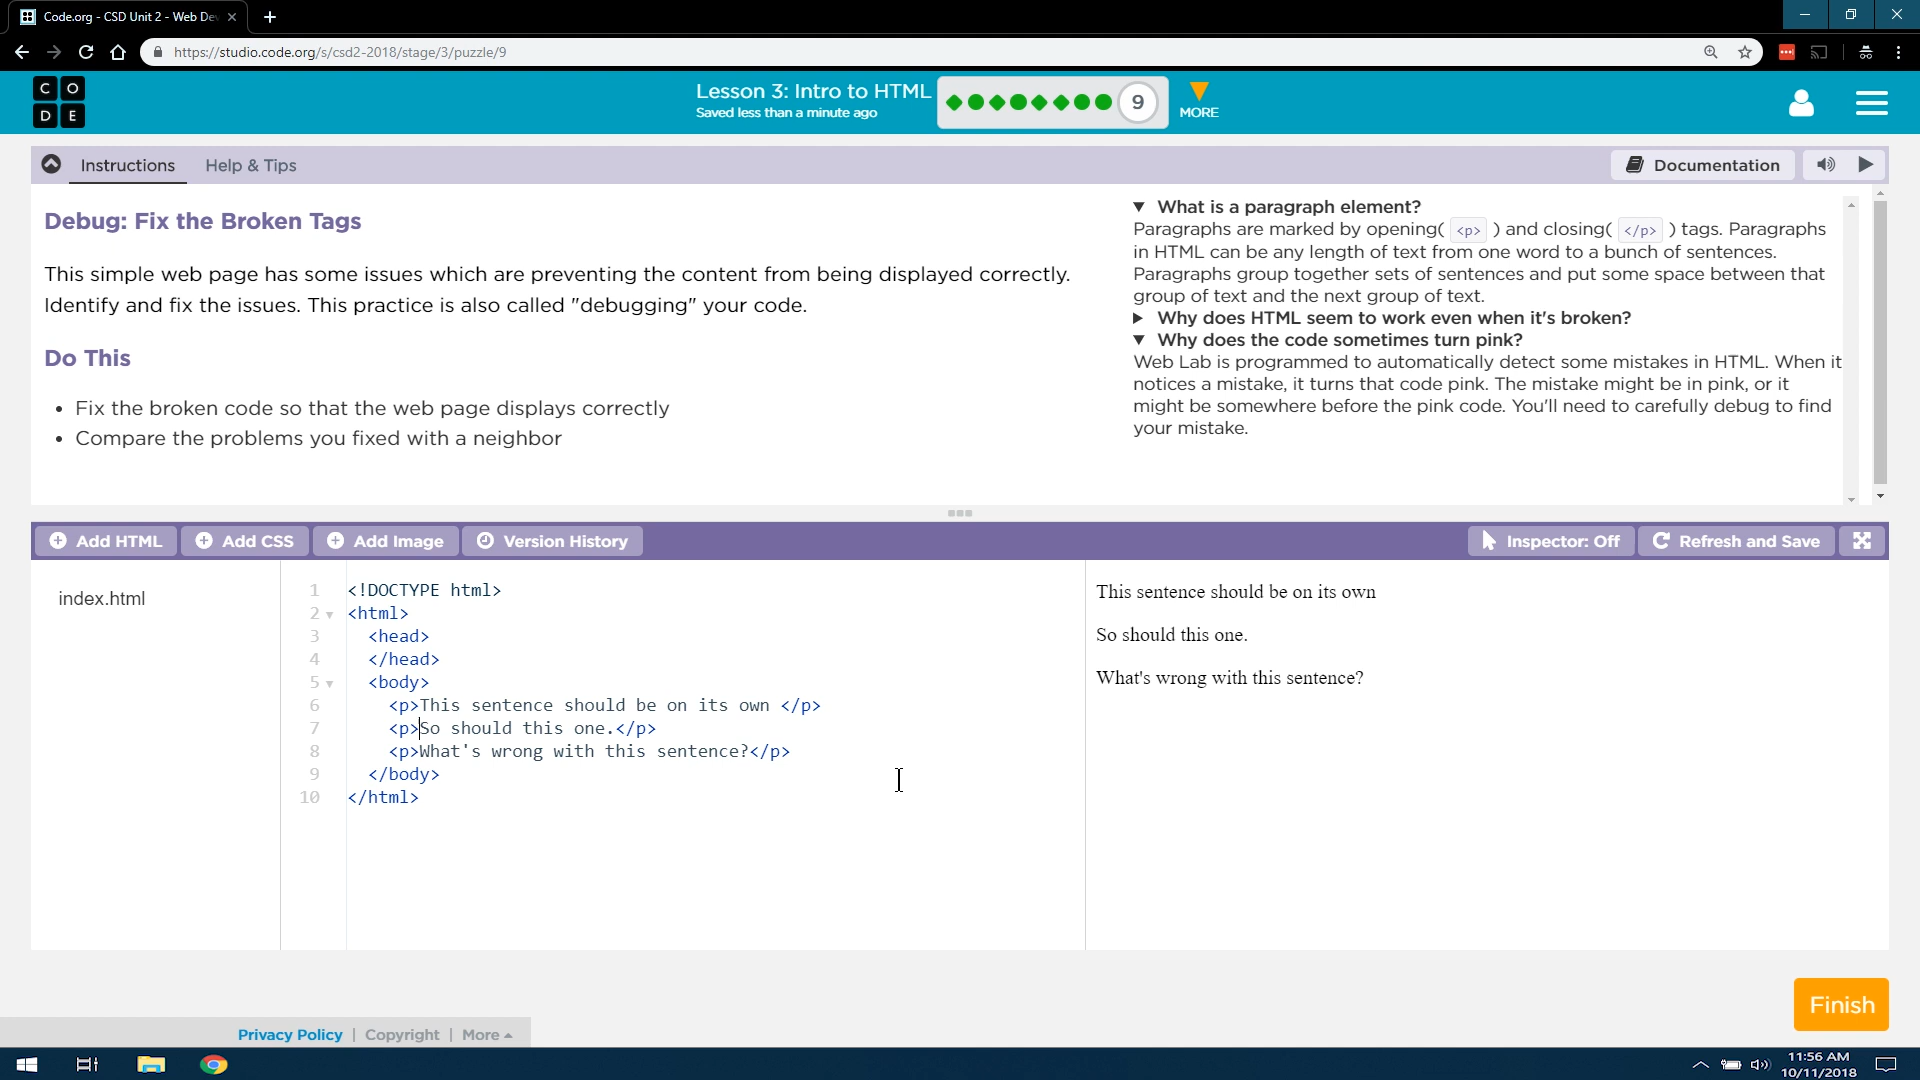 Code.org - CSD Unit 2 - Web De
https://studio.code.org/s/csd2-2018/stage/3/puzzle/9
C O
D E
Lesson 3: Intro to HTML
Saved less than a minute ago
9
MORE
Instructions
Help & Tips
Documentation
Debug: Fix the Broken Tags
This simple web page has some issues which are preventing the content from being displayed correctly.
Identify and fix the issues. This practice is also called "debugging" your code.
Do This
• Fix the broken code so that the web page displays correctly
• Compare the problems you fixed with a neighbor
▼ What is a paragraph element?
Paragraphs are marked by opening( <p> ) and closing( </p> ) tags. Paragraphs
in HTML can be any length of text from one word to a bunch of sentences.
Paragraphs group together sets of sentences and put some space between that
group of text and the next group of text.
▶ Why does HTML seem to work even when it's broken?
▼ Why does the code sometimes turn pink?
Web Lab is programmed to automatically detect some mistakes in HTML. When it
notices a mistake, it turns that code pink. The mistake might be in pink, or it
might be somewhere before the pink code. You'll need to carefully debug to find
your mistake.
Add HTML
Add CSS
Add Image
Version History
Inspector: Off
Refresh and Save
index.html
1 <!DOCTYPE html>
2 <html>
3 <head>
4 </head>
5 <body>
6 <p>This sentence should be on its own </p>
7 <p>So should this one.</p>
8 <p>What's wrong with this sentence?</p>
9 </body>
10 </html>
This sentence should be on its own
So should this one.
What's wrong with this sentence?
Finish
Privacy Policy | Copyright | More
11:56 AM
10/11/2018